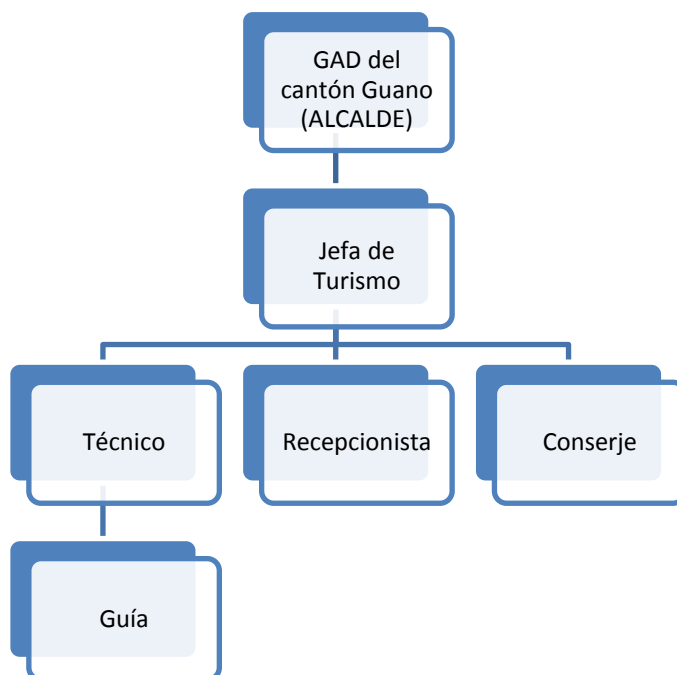 GAD del
cantón Guano
(ALCALDE)
Jefa de
Turismo
Técnico
Recepcionista
Conserje
Guía